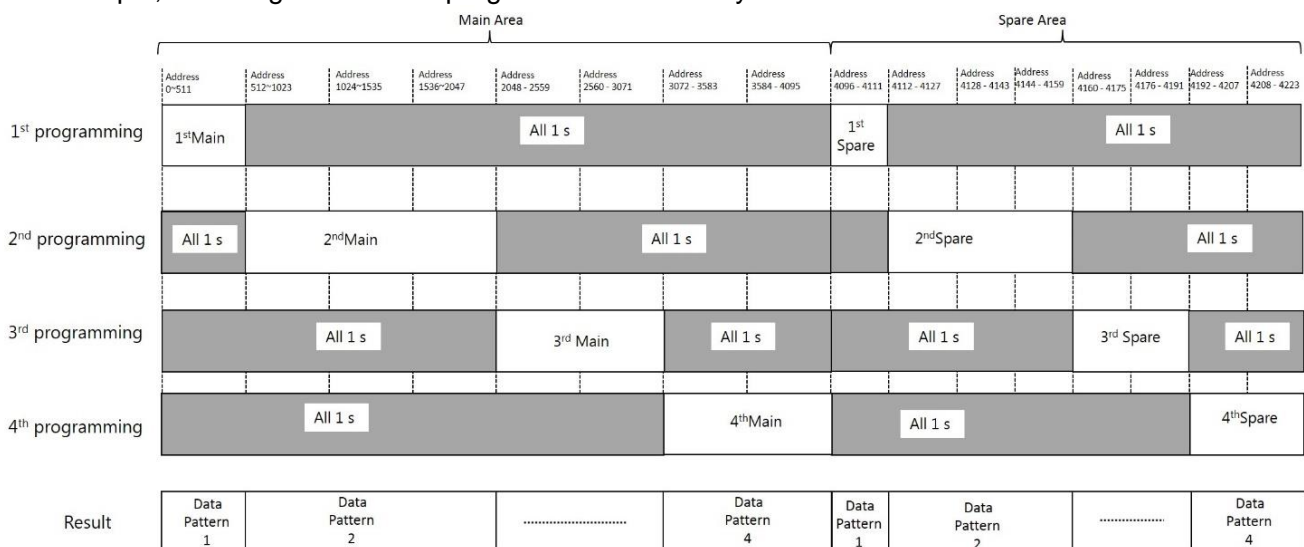 Main Area
Spare Area
Address 0~511
Address 512~1023
Address 1024~1535
Address 1536~2047
Address 2048 - 2559
Address 2560 - 3071
Address 3072 - 3583
Address 3584 - 4095
Address 4096 - 4111
Address 4112 - 4127
Address 4128 - 4143
Address 4144 - 4159
Address 4160 - 4175
Address 4176 - 4191
Address 4192 - 4207
Address 4208 - 4223
1st programming
1stMain
All 1 s
1st
Spare
All 1 s
2nd programming
All 1 s
2ndMain
All 1 s
2ndSpare
All 1 s
3rd programming
All 1 s
3rd Main
All 1 s
All 1 s
3rd Spare
All 1 s
4th programming
All 1 s
4thMain
All 1 s
4thSpare
Result
Data
Pattern
1
Data
Pattern
2
......................
Data
Pattern
4
Data
Pattern
1
Data
Pattern
2
.............
Data
Pattern
4